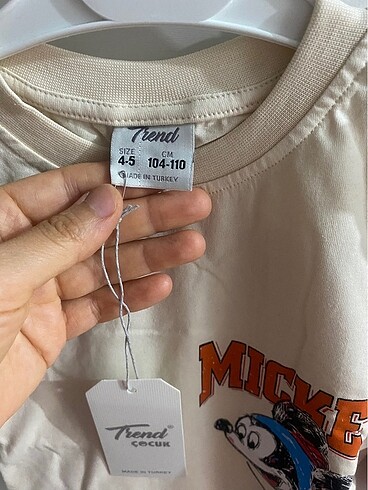 Trend
SIZE CM
4-5 104-110
MADE IN TURKEY
MICKE
Trend
ÇOCUK
MADE IN TURKEY